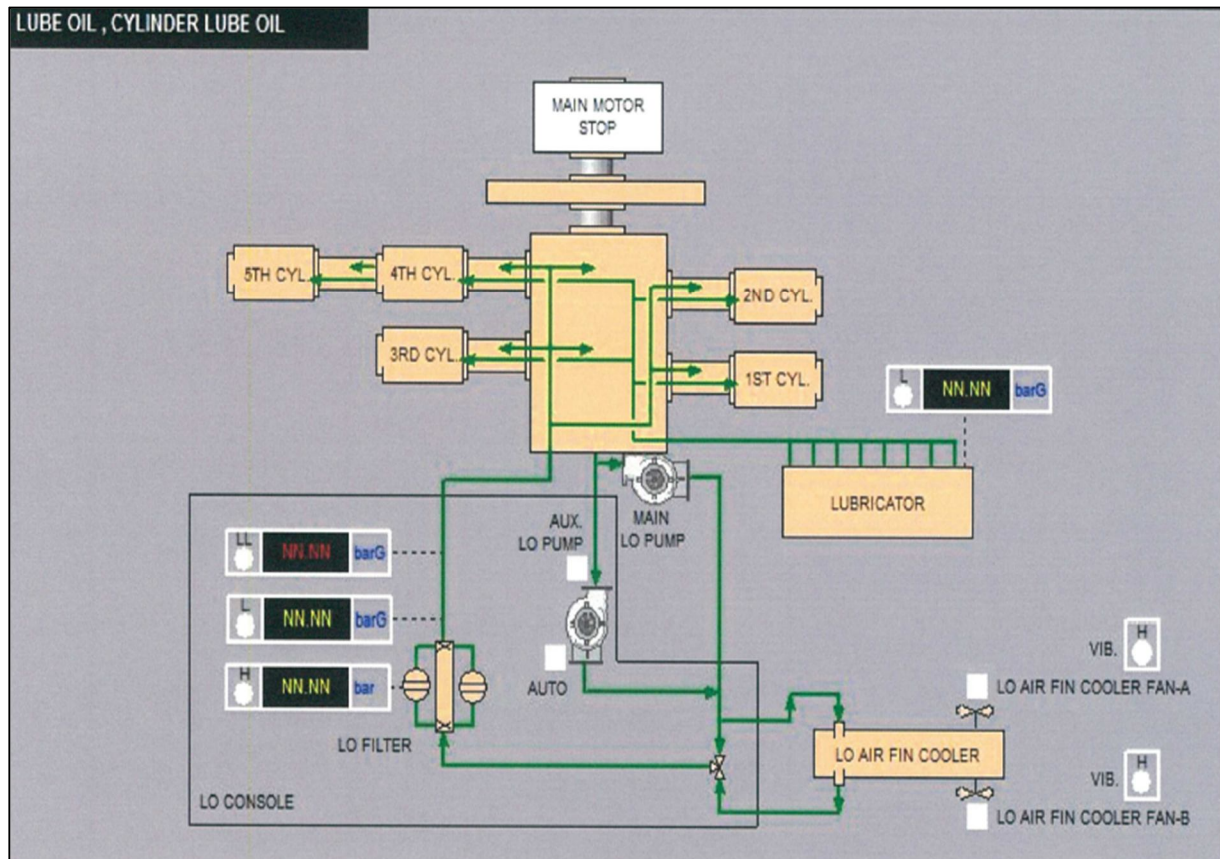 LUBE OIL , CYLINDER LUBE OIL
MAIN MOTOR
STOP
5TH CYL.
4TH CYL.
2ND CYL.
3RD CYL.
1ST CYL.
L NN.NN barG
LUBRICATOR
AUX.
LO PUMP
MAIN
LO PUMP
LL NN.NN barG
L NN.NN barG
H NN.NN bar
AUTO
LO FILTER
LO CONSOLE
H
VIB.
LO AIR FIN COOLER FAN-A
LO AIR FIN COOLER
H
VIB.
LO AIR FIN COOLER FAN-B